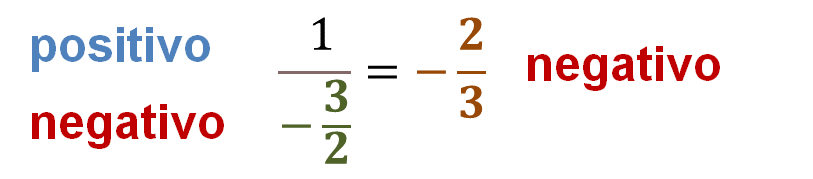 positivo
negativo
1
− 3
2
=
− 2
3
negativo